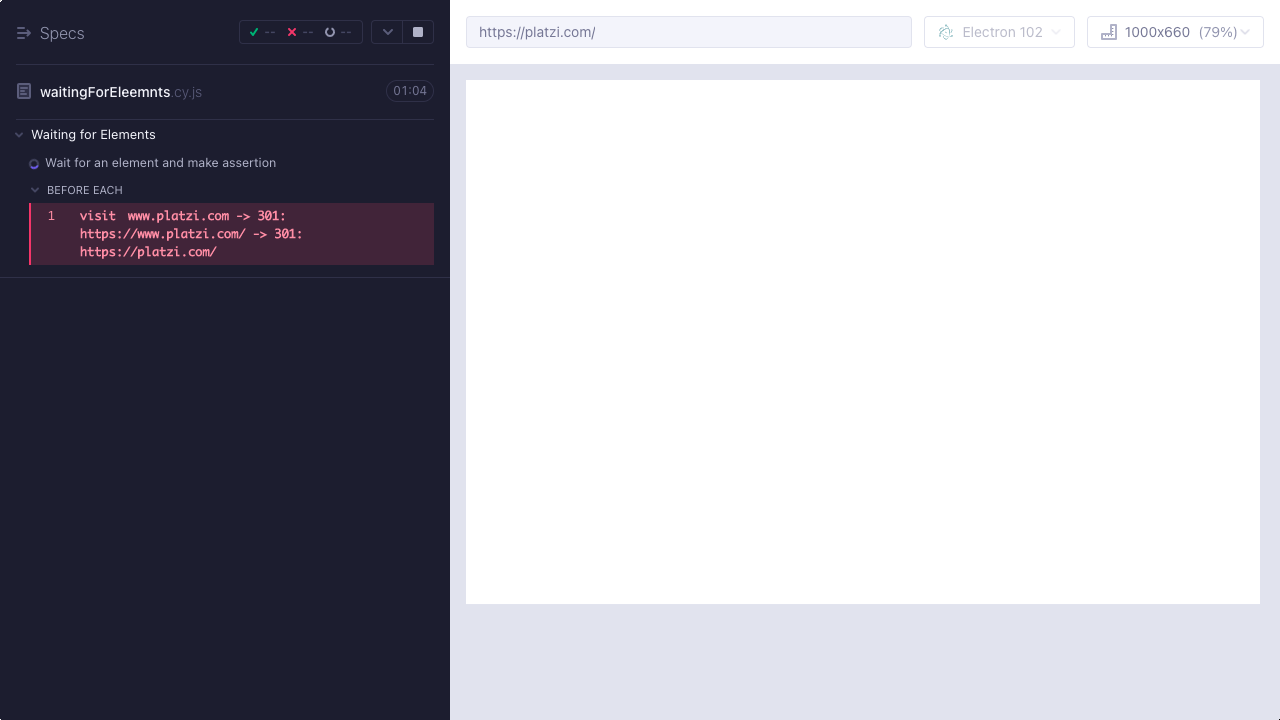 Specs
-- -- --
waitingForEleemnts.cy.js
01:04
Waiting for Elements
Wait for an element and make assertion
BEFORE EACH
1 visit www.platzi.com -> 301:
https://www.platzi.com/ -> 301:
https://platzi.com/
https://platzi.com/
Electron 102
1000x660 (79%)